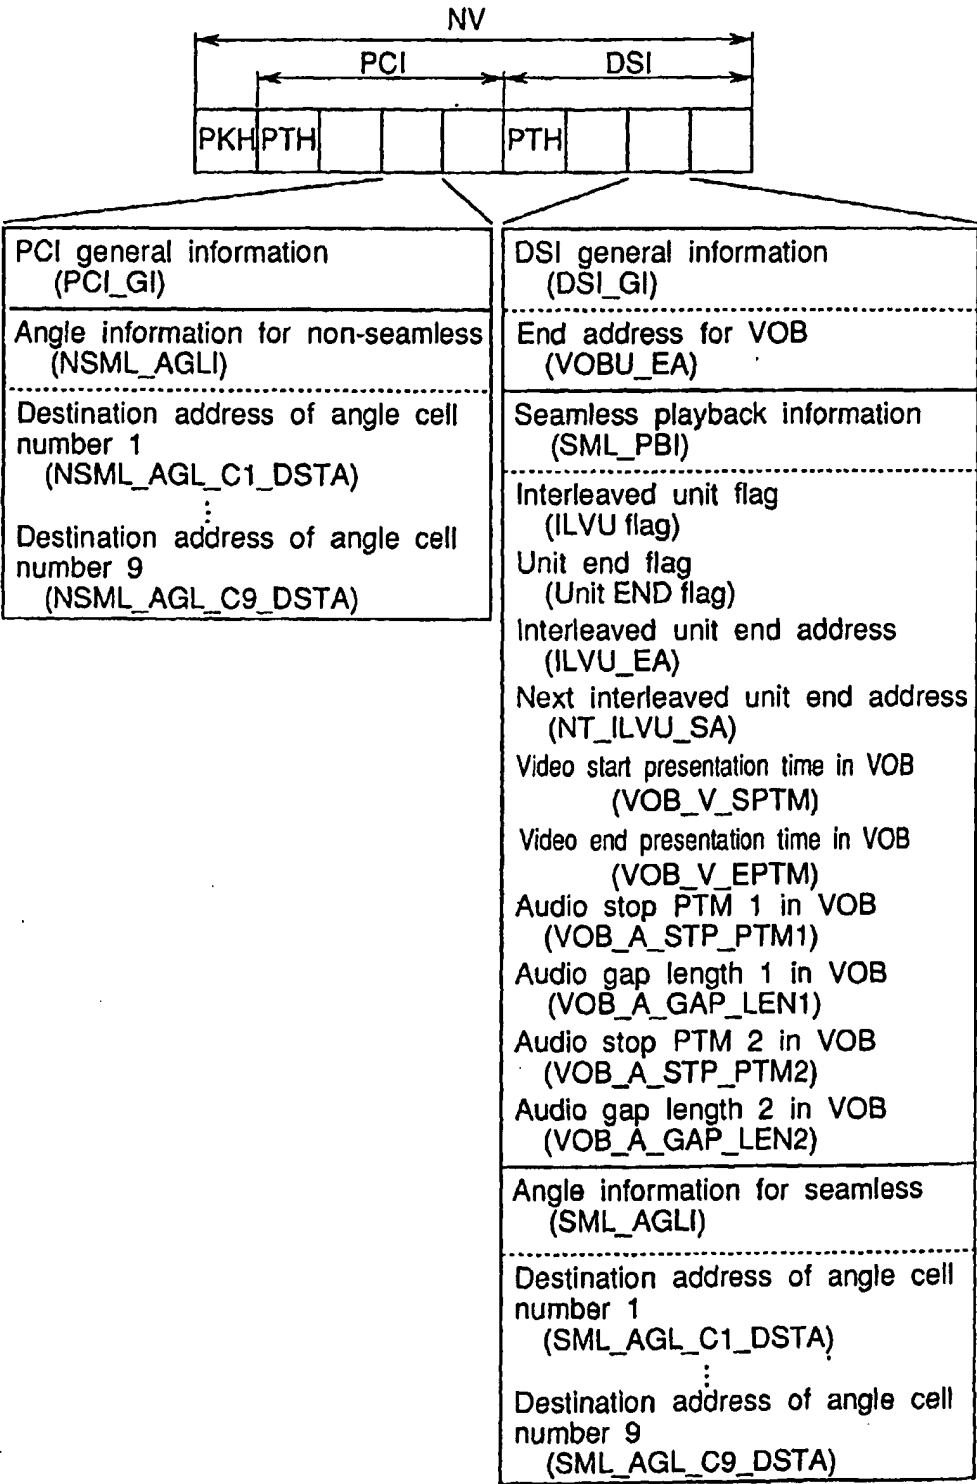 NV
PCI
DSI
PKH
PTH
PTH
PCI general information
(PCI_GI)
Angle information for non-seamless
(NSML_AGLI)
Destination address of angle cell
number 1
(NSML_AGL_C1_DSTA)
Destination address of angle cell
number 9
(NSML_AGL_C9_DSTA)
DSI general information
(DSI_GI)
End address for VOB
(VOBU_EA)
Seamless playback information
(SML_PBI)
Interleaved unit flag
(ILVU flag)
Unit end flag
(Unit END flag)
Interleaved unit end address
(ILVU_EA)
Next interleaved unit end address
(NT_ILVU_SA)
Video start presentation time in VOB
(VOB_V_SPTM)
Video end presentation time in VOB
(VOB_V_EPTM)
Audio stop PTM 1 in VOB
(VOB_A_STP_PTM1)
Audio gap length 1 in VOB
(VOB_A_GAP_LEN1)
Audio stop PTM 2 in VOB
(VOB_A_STP_PTM2)
Audio gap length 2 in VOB
(VOB_A_GAP_LEN2)
Angle information for seamless
(SML_AGLI)
Destination address of angle cell
number 1
(SML_AGL_C1_DSTA)
Destination address of angle cell
number 9
(SML_AGL_C9_DSTA)